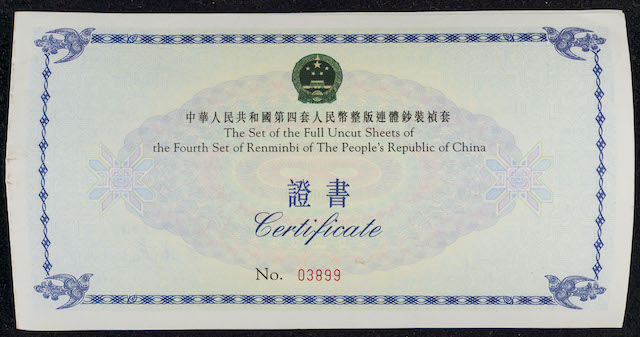 中華人民共和國第四套人民幣整版連體鈔裝幀套
The Set of the Full Uncut Sheets of
the Fourth Set of Renminbi of The People's Republic of China
證書
Certificate
No. 03899